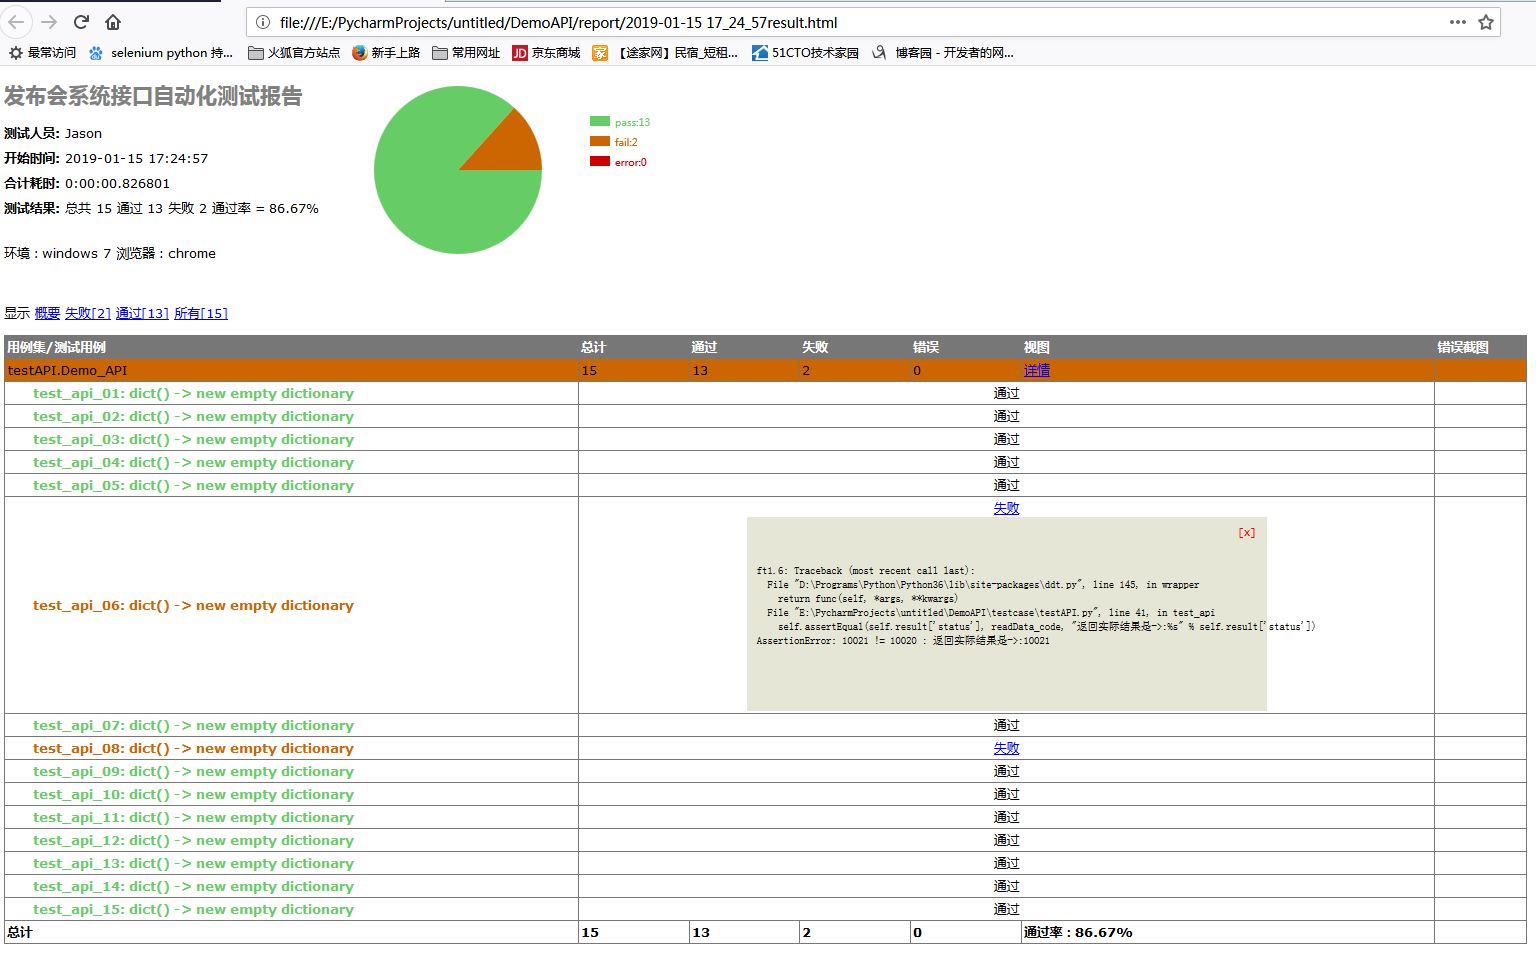 file:///E:/PycharmProjects/untitled/DemoAPI/report/2019-01-15 17_24_57result.html
最常访问 selenium python 持... 火狐官方站点 新手上路 常用网址 JD 京东商城 家 【途家网】民宿_短租... 51CTO技术家园 博客园 - 开发者的网...
发布会系统接口自动化测试报告
测试人员: Jason
开始时间: 2019-01-15 17:24:57
合计耗时: 0:00:00.826801
测试结果: 总共 15 通过 13 失败 2 通过率 = 86.67%
环境 : windows 7 浏览器 : chrome
pass:13
fail:2
error:0
显示 概要 失败[2] 通过[13] 所有[15]
用例集/测试用例 总计 通过 失败 错误 视图 错误截图
testAPI.Demo_API 15 13 2 0 详情
test_api_01: dict() -> new empty dictionary 通过
test_api_02: dict() -> new empty dictionary 通过
test_api_03: dict() -> new empty dictionary 通过
test_api_04: dict() -> new empty dictionary 通过
test_api_05: dict() -> new empty dictionary 通过
test_api_06: dict() -> new empty dictionary 失败
[x]
ft1.6: Traceback (most recent call last):
File "D:\Programs\Python\Python36\lib\site-packages\ddt.py", line 145, in wrapper
return func(self, *args, **kwargs)
File "E:\PycharmProjects\untitled\DemoAPI\testcase\testAPI.py", line 41, in test_api
self.assertEqual(self.result['status'], readData_code, "返回实际结果是->:%s" % self.result['status'])
AssertionError: 10021 != 10020 : 返回实际结果是->:10021
test_api_07: dict() -> new empty dictionary 通过
test_api_08: dict() -> new empty dictionary 失败
test_api_09: dict() -> new empty dictionary 通过
test_api_10: dict() -> new empty dictionary 通过
test_api_11: dict() -> new empty dictionary 通过
test_api_12: dict() -> new empty dictionary 通过
test_api_13: dict() -> new empty dictionary 通过
test_api_14: dict() -> new empty dictionary 通过
test_api_15: dict() -> new empty dictionary 通过
总计 15 13 2 0 通过率 : 86.67%